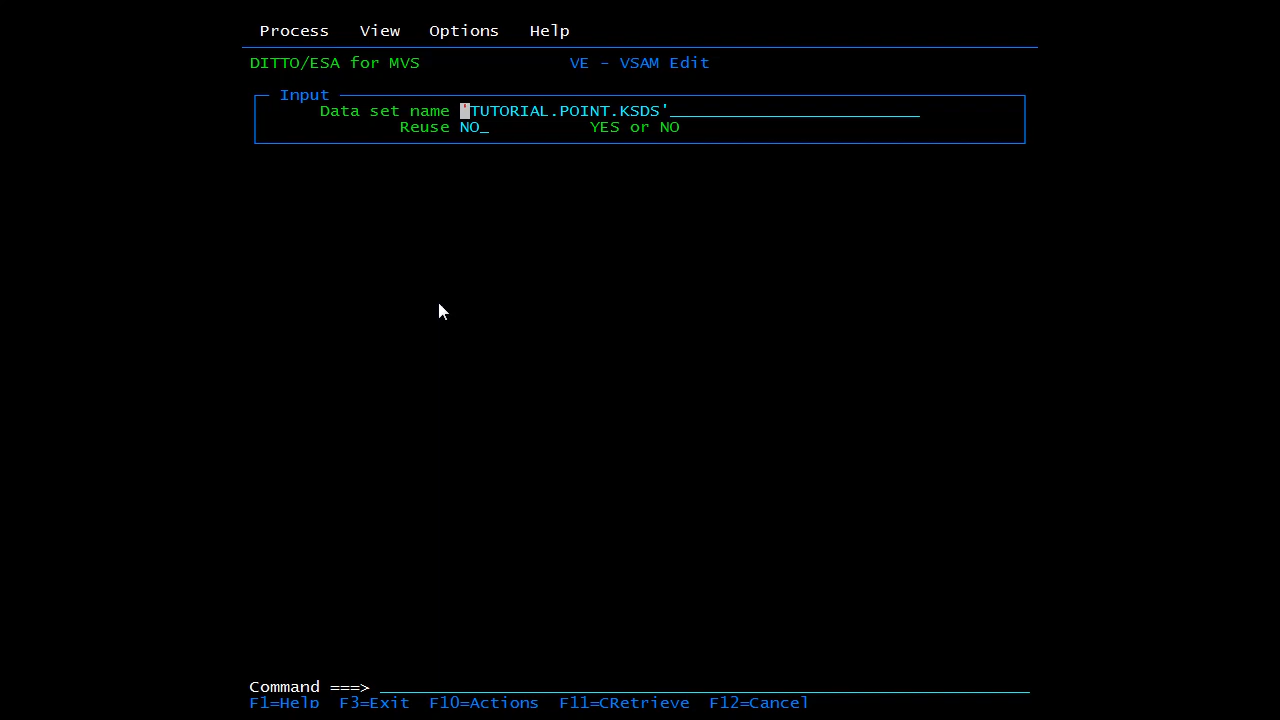 Process View Options Help
DITTO/ESA for MVS VE - VSAM Edit
Input
Data set name 'TUTORIAL.POINT.KSDS'
Reuse NO_ YES or NO
Command ===>
F1=Help F3=Exit F10=Actions F11=CRetrieve F12=Cancel